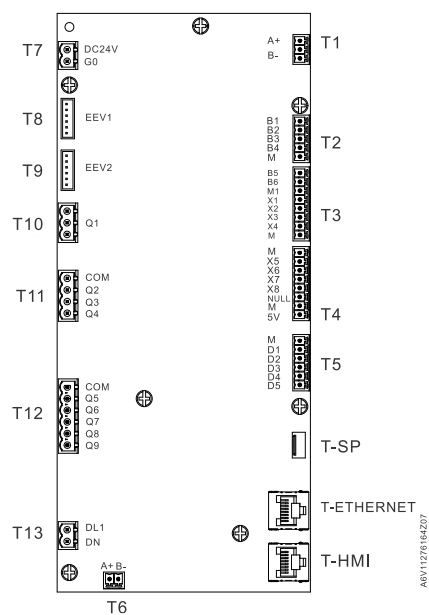 T7
DC24V
G0
T8
EEV1
T9
EEV2
T10
Q1
T11
COM
Q2
Q3
Q4
T12
COM
Q5
Q6
Q7
Q8
Q9
T13
DL1
DN
A+ B-
T6
A+
B-
T1
B1
B2
B3
B4
M
T2
B5
B6
M1
X1
X2
X3
X4
M
T3
M
X5
X6
X7
X8
NULL
M
5V
T4
M
D1
D2
D3
D4
D5
T5
T-SP
T-ETHERNET
T-HMI
A6V11276164Z07